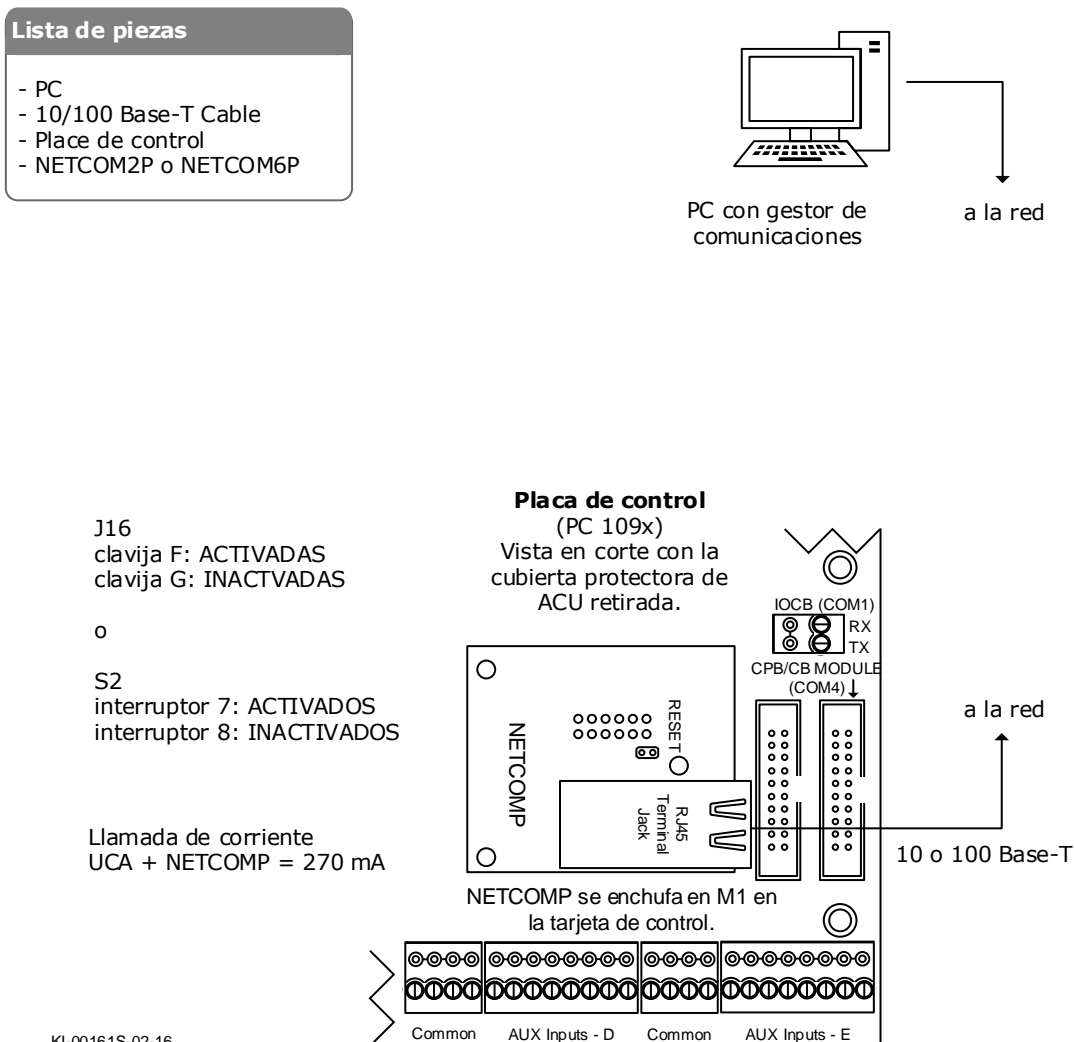 Lista de piezas
- PC
- 10/100 Base-T Cable
- Place de control
- NETCOM2P o NETCOM6P
PC con gestor de
comunicaciones
a la red
J16
clavija F: ACTIVADAS
clavija G: INACTVADAS
o
S2
interruptor 7: ACTIVADOS
interruptor 8: INACTIVADOS
Llamada de corriente
UCA + NETCOMP = 270 mA
Placa de control
(PC 109x)
Vista en corte con la
cubierta protectora de
ACU retirada.
IOCB (COM1)
RX
TX
CPB/CB MODULE
(COM4)
NETCOMP
RESET
RJ45
Terminal
Jack
a la red
10 o 100 Base-T
NETCOMP se enchufa en M1 en
la tarjeta de control.
Common
AUX Inputs - D
Common
AUX Inputs - E
KI-00161S-02-16